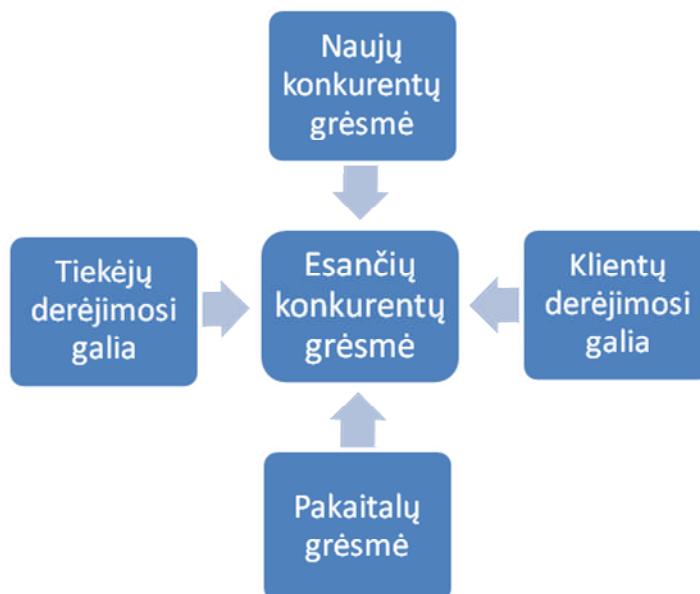 Naujų
konkurentų
grėsmė
Tiekėjų
derėjimosi
galia
Esančių
konkurentų
grėsmė
Klientų
derėjimosi
galia
Pakaitalų
grėsmė